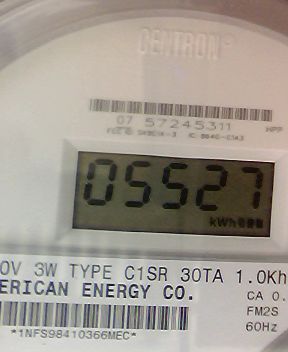 CENTRON®
07 57245311
HPP
05527
kWh
0V 3W TYPE C1SR 30TA 1.0Kh
ERICAN ENERGY CO.
CA 0.
FM2S
60Hz
*1NFS98410366MEC*